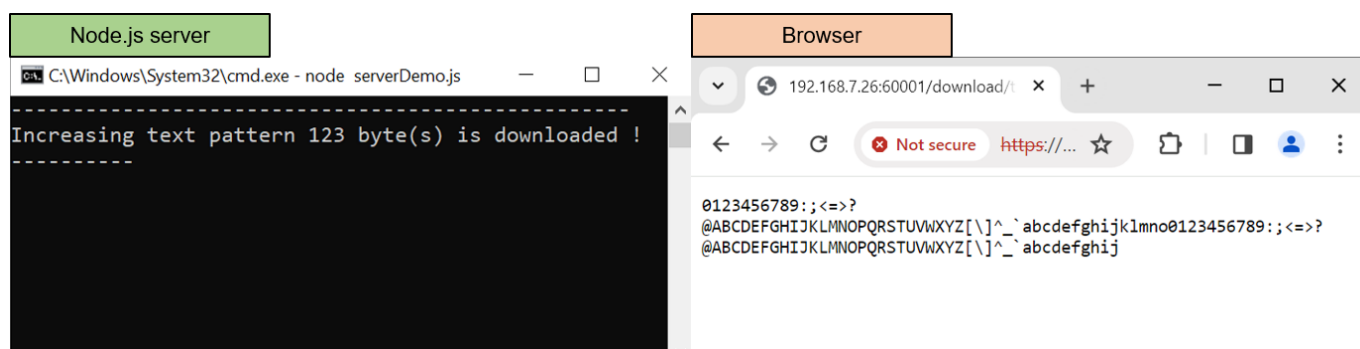 Node.js server
C:\Windows\System32\cmd.exe - node  serverDemo.js
--------------------------------------------------
Increasing text pattern 123 byte(s) is downloaded !
----------
Browser
192.168.7.26:60001/download/t
Not secure https://...
0123456789:;<=>?
@ABCDEFGHIJKLMNOPQRSTUVWXYZ[\]^_`abcdefghijklmno0123456789:;<=>?
@ABCDEFGHIJKLMNOPQRSTUVWXYZ[\]^_`abcdefghij